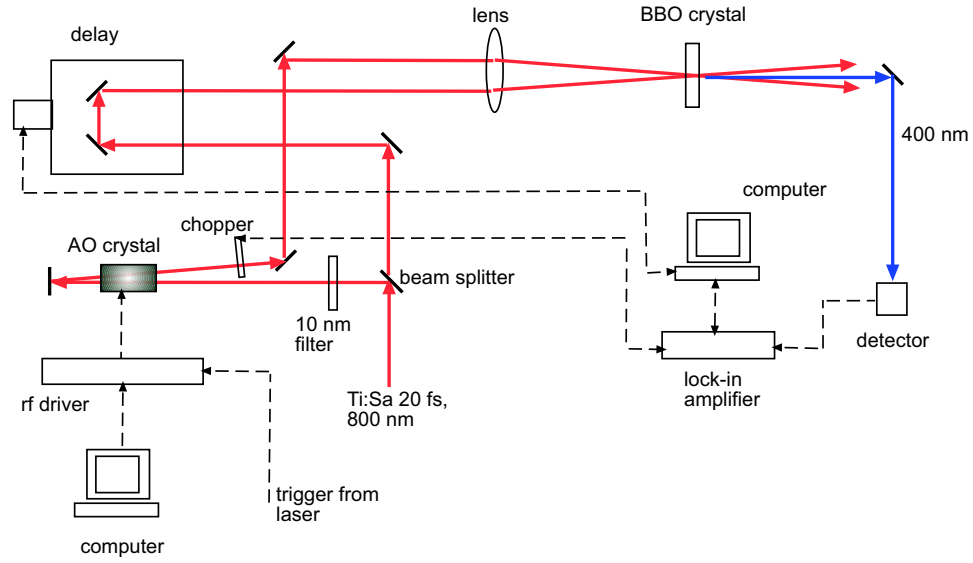 lens
BBO crystal
delay
400 nm
computer
chopper
AO crystal
beam splitter
10 nm
filter
detector
lock-in
amplifier
rf driver
Ti:Sa 20 fs,
800 nm
trigger from
laser
computer